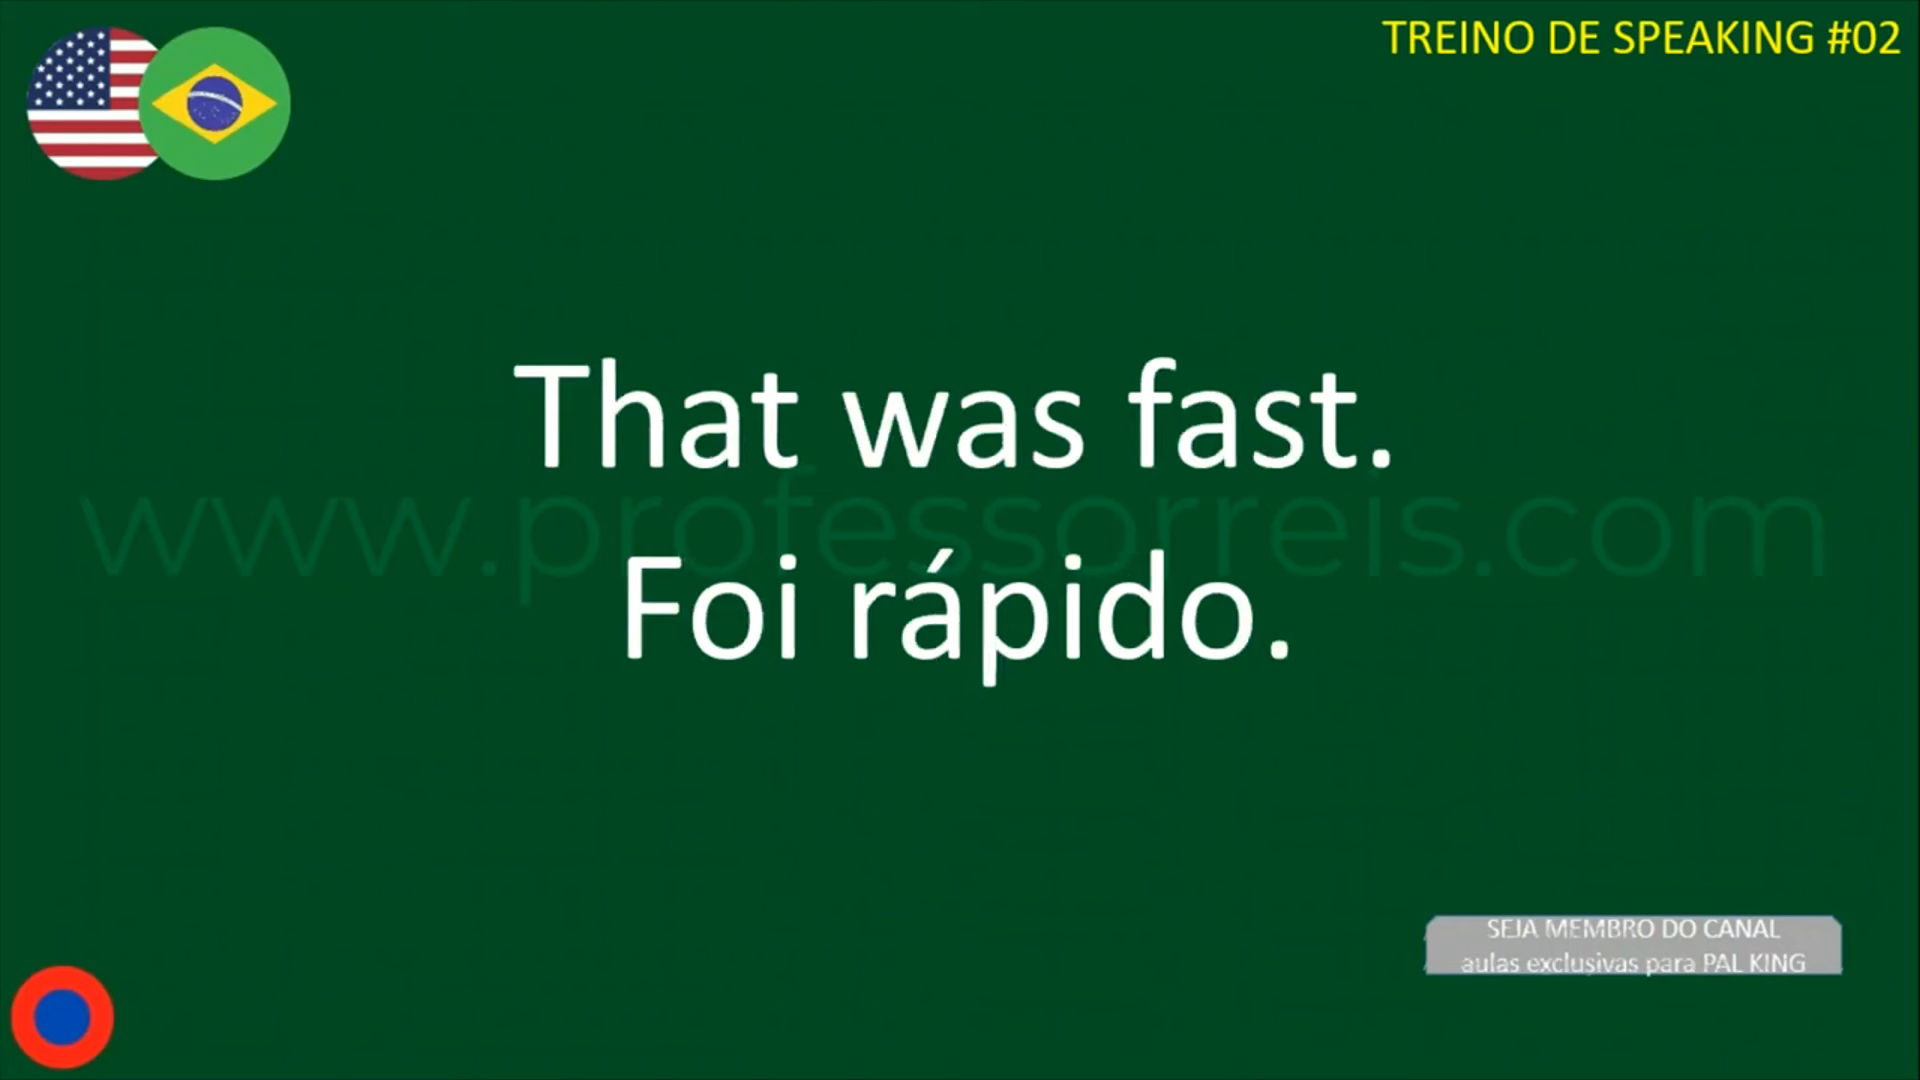 TREINO DE SPEAKING #02
That was fast.
www.professorreis.com
Foi rápido.
SEJA MEMBRO DO CANAL
aulas exclusivas para PAL KING